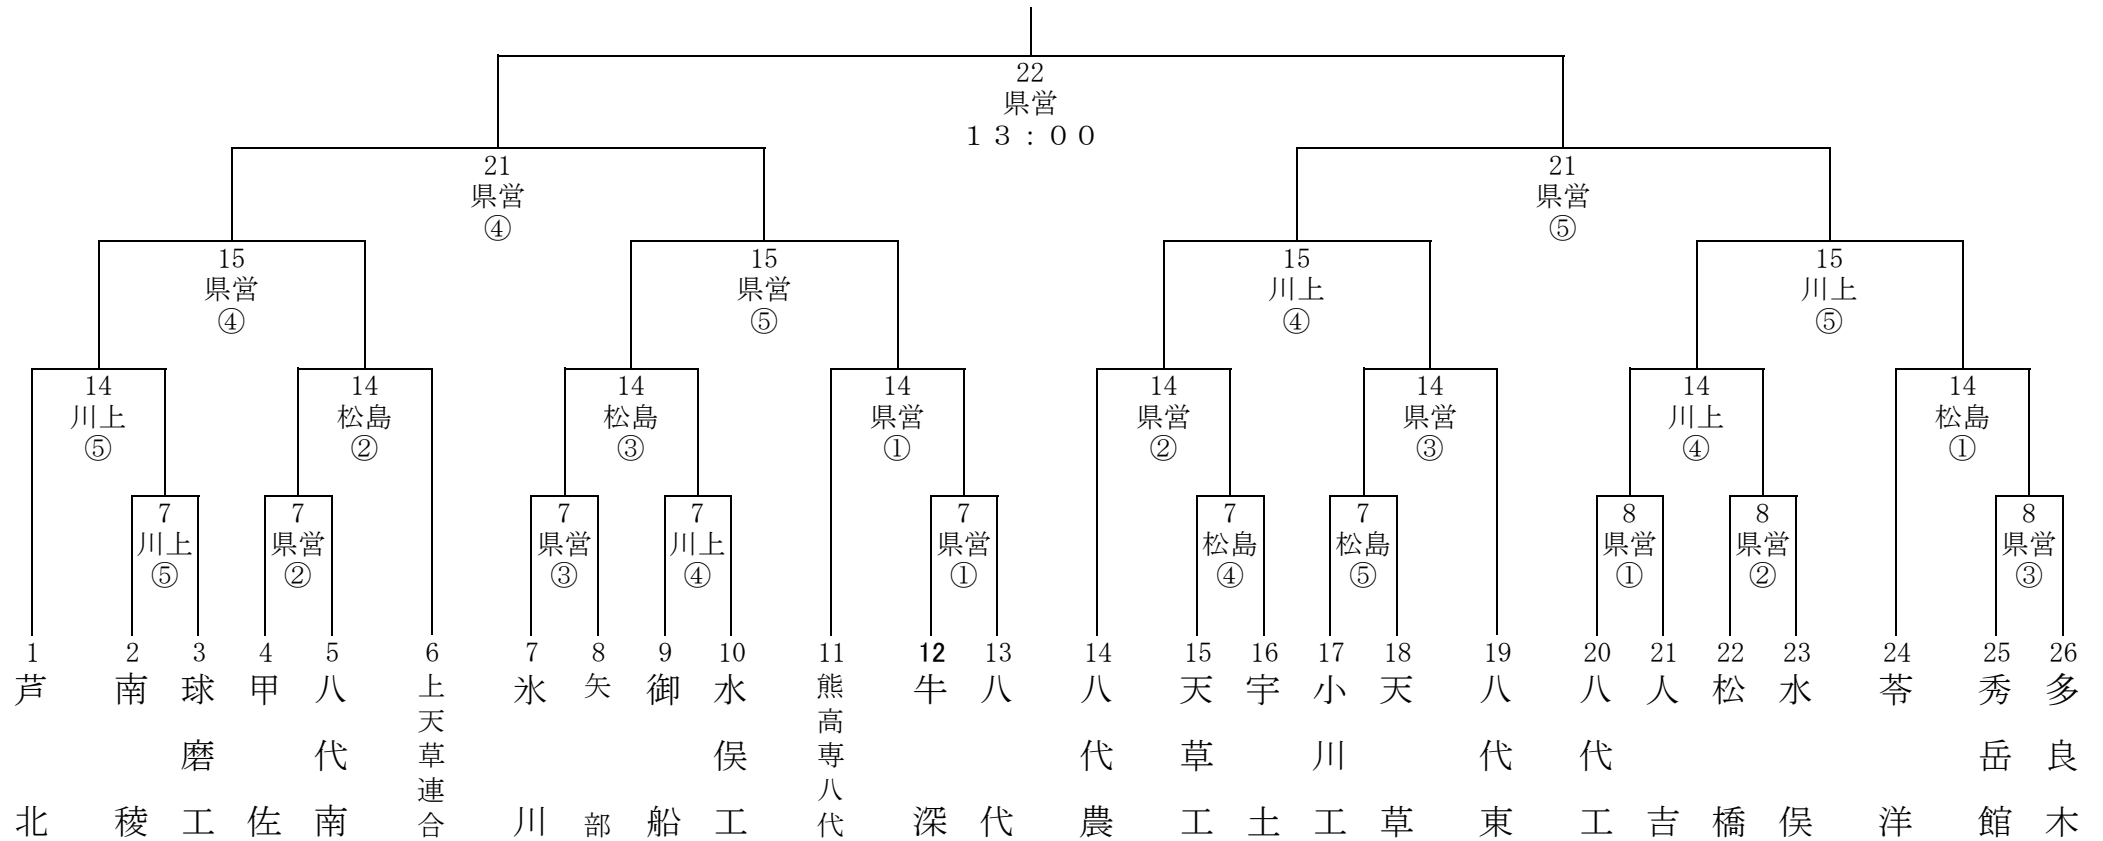 22
県営
１３：００
21
県営
④
21
県営
⑤
15
県営
④
15
県営
⑤
15
川上
④
15
川上
⑤
14
川上
⑤
14
松島
②
14
松島
③
14
県営
①
14
県営
②
14
県営
③
14
川上
④
14
松島
①
7
川上
⑤
7
県営
②
7
県営
③
7
川上
④
7
県営
①
7
松島
④
7
松島
⑤
8
県営
①
8
県営
②
8
県営
③
1
芦北
2
南稜
3
球磨工
4
甲佐
5
八代南
6
上天草連合
7
氷川
8
矢部
9
御船
10
水俣工
11
熊高専八代
12
牛深
13
八代
14
八代農
15
天草工
16
宇土
17
小川工
18
天草
19
八代東
20
八代工
21
人吉
22
松橋
23
水俣
24
苓洋
25
秀岳館
26
多良木